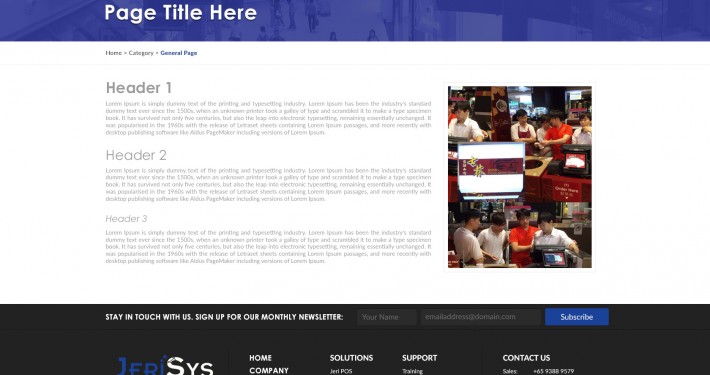 Page Title Here
Home > Category > General Page
Header 1
Lorem Ipsum is simply dummy text of the printing and typesetting industry. Lorem Ipsum has been the industry's standard
dummy text ever since the 1500s, when an unknown printer took a galley of type and scrambled it to make a type specimen
book. It has survived not only five centuries, but also the leap into electronic typesetting, remaining essentially unchanged. It
was popularised in the 1960s with the release of Letraset sheets containing Lorem Ipsum passages, and more recently with
desktop publishing software like Aldus PageMaker including versions of Lorem Ipsum.
Header 2
Lorem Ipsum is simply dummy text of the printing and typesetting industry. Lorem Ipsum has been the industry's standard
dummy text ever since the 1500s, when an unknown printer took a galley of type and scrambled it to make a type specimen
book. It has survived not only five centuries, but also the leap into electronic typesetting, remaining essentially unchanged. It
was popularised in the 1960s with the release of Letraset sheets containing Lorem Ipsum passages, and more recently with
desktop publishing software like Aldus PageMaker including versions of Lorem Ipsum.
Header 3
Lorem Ipsum is simply dummy text of the printing and typesetting industry. Lorem Ipsum has been the industry's standard
dummy text ever since the 1500s, when an unknown printer took a galley of type and scrambled it to make a type specimen
book. It has survived not only five centuries, but also the leap into electronic typesetting, remaining essentially unchanged. It
was popularised in the 1960s with the release of Letraset sheets containing Lorem Ipsum passages, and more recently with
desktop publishing software like Aldus PageMaker including versions of Lorem Ipsum.
Order Here
STAY IN TOUCH WITH US. SIGN UP FOR OUR MONTHLY NEWSLETTER: Your Name emailaddress@domain.com Subscribe
JERISYS
HOME SOLUTIONS SUPPORT CONTACT US
COMPANY Jeri POS Training Sales: +65 9388 9579